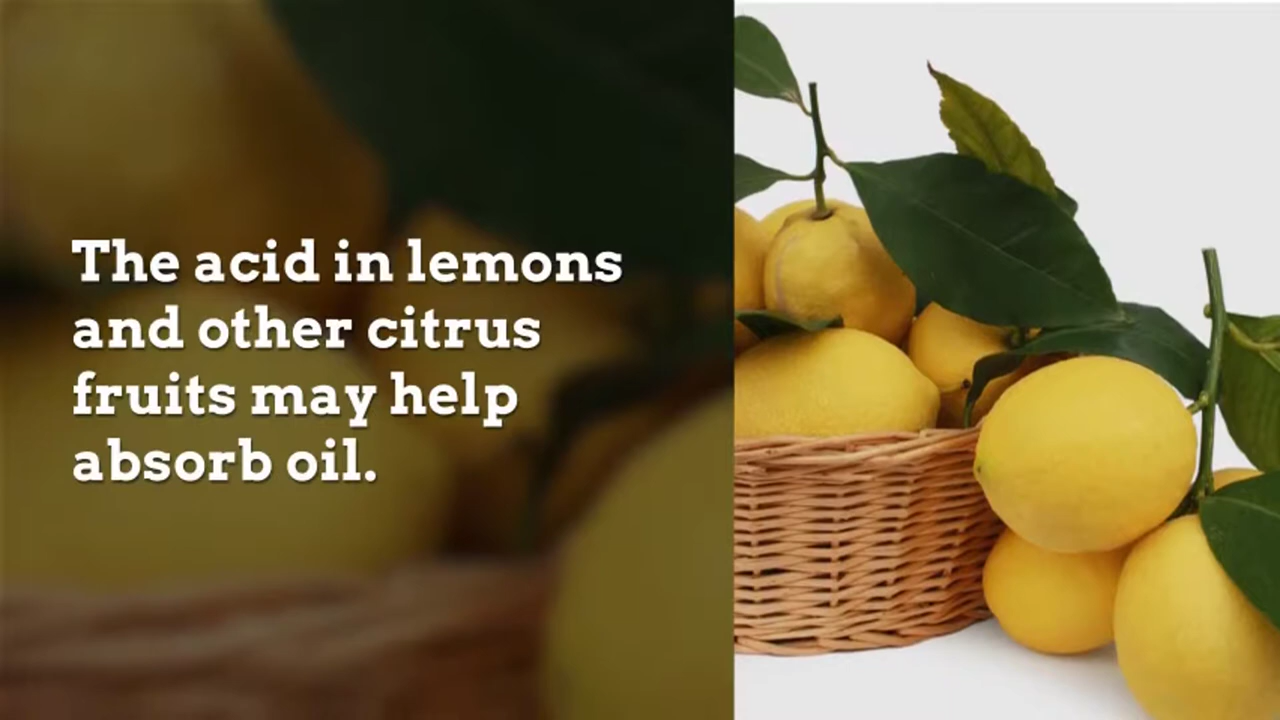 The acid in lemons
and other citrus
fruits may help
absorb oil.